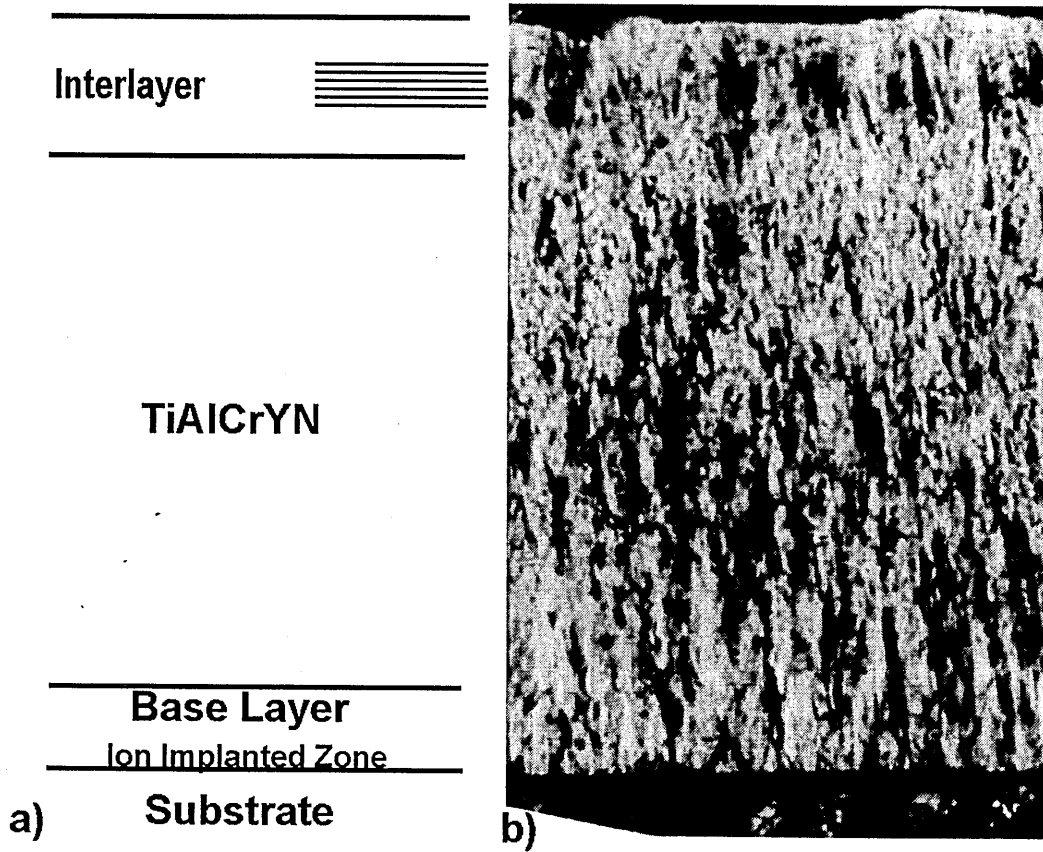 Interlayer
TiAlCrYN
Base Layer
Ion Implanted Zone
Substrate
a)
b)